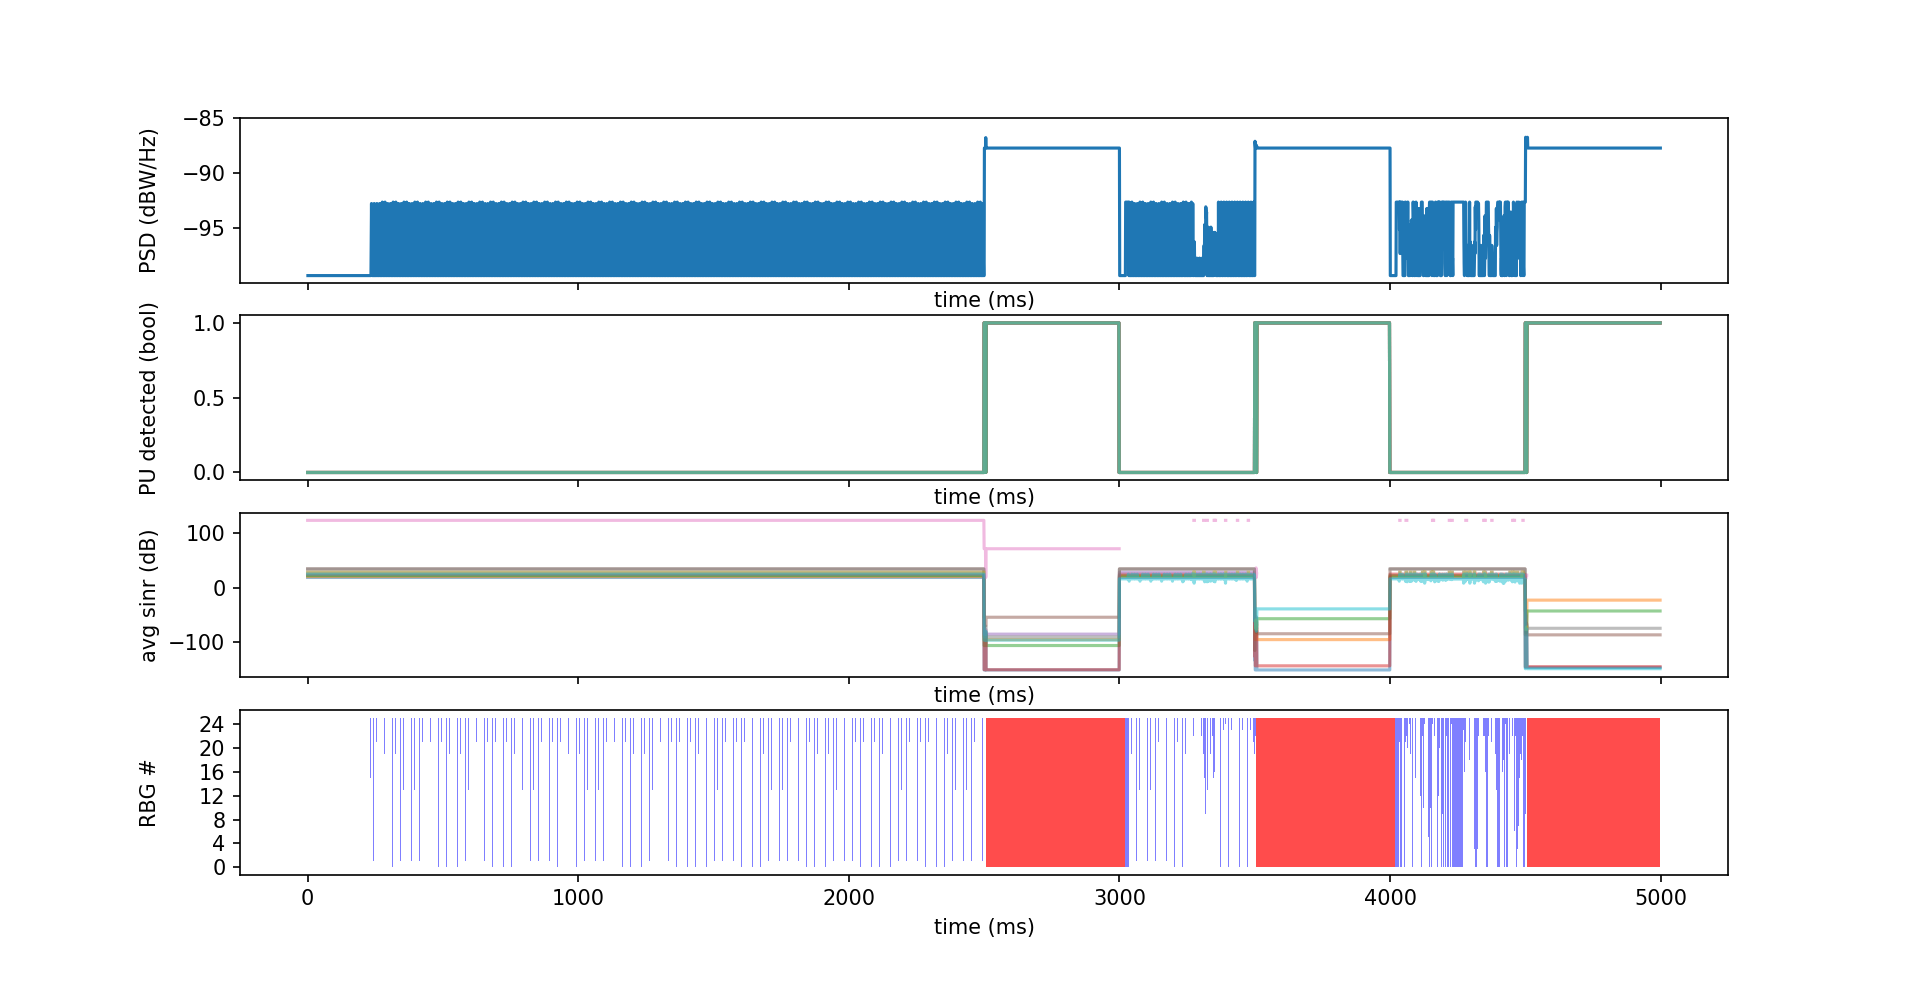 PSD (dBW/Hz)
−85
−90
−95
time (ms)
PU detected (bool)
1.0
0.5
0.0
time (ms)
avg sinr (dB)
100
0
−100
time (ms)
RBG #
24
20
16
12
8
4
0
0 1000 2000 3000 4000 5000
time (ms)